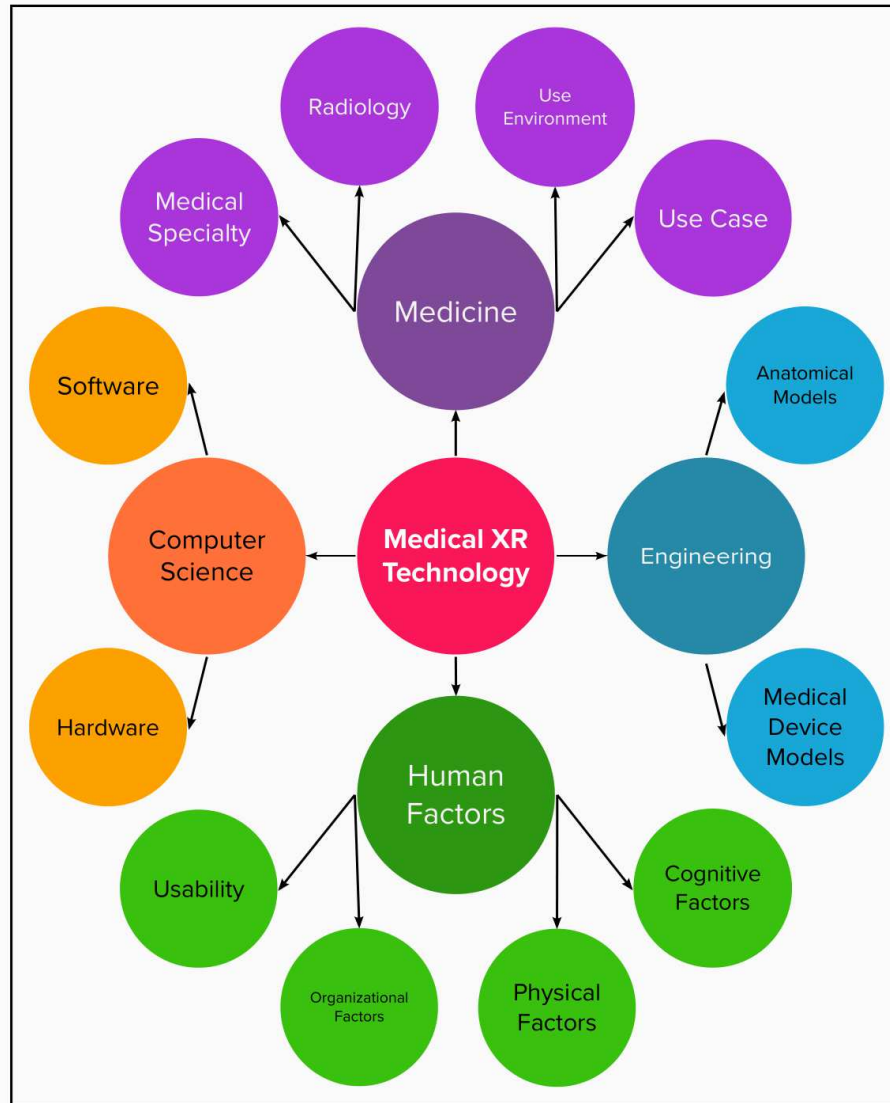 Radiology
Use
Environment
Medical
Specialty
Use Case
Medicine
Software
Anatomical
Models
Computer
Science
Medical XR
Technology
Engineering
Hardware
Medical
Device
Models
Human
Factors
Usability
Cognitive
Factors
Organizational
Factors
Physical
Factors